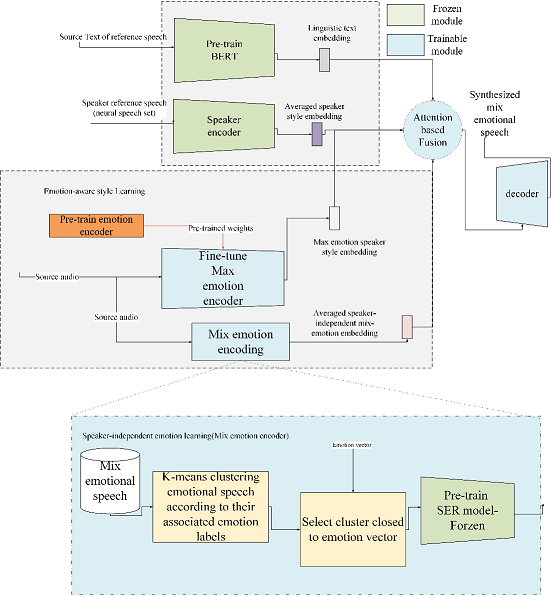 Frozen
module
Trainable
module
Source Text of reference speech
Pre-train
BERT
Linguistic text
embedding
Speaker reference speech
(neural speech set)
Speaker
encoder
Averaged speaker
style embedding
Attention
based
Fusion
Synthesized
mix
emotional
speech
decoder
Emotion-aware style Learning
Pre-train emotion
encoder
Pre-trained weights
Fine-tune
Max
emotion
encoder
Max emotion speaker
style embedding
Source audio
Source audio
Mix emotion
encoding
Averaged speaker-
independent mix-
emotion embedding
Speaker-independent emotion learning(Mix emotion encoder)
Mix
emotional
speech
K-means clustering
emotional speech
according to their
associated emotion
labels
Emotion vector
Select cluster closed
to emotion vector
Pre-train
SER model-
Forzen